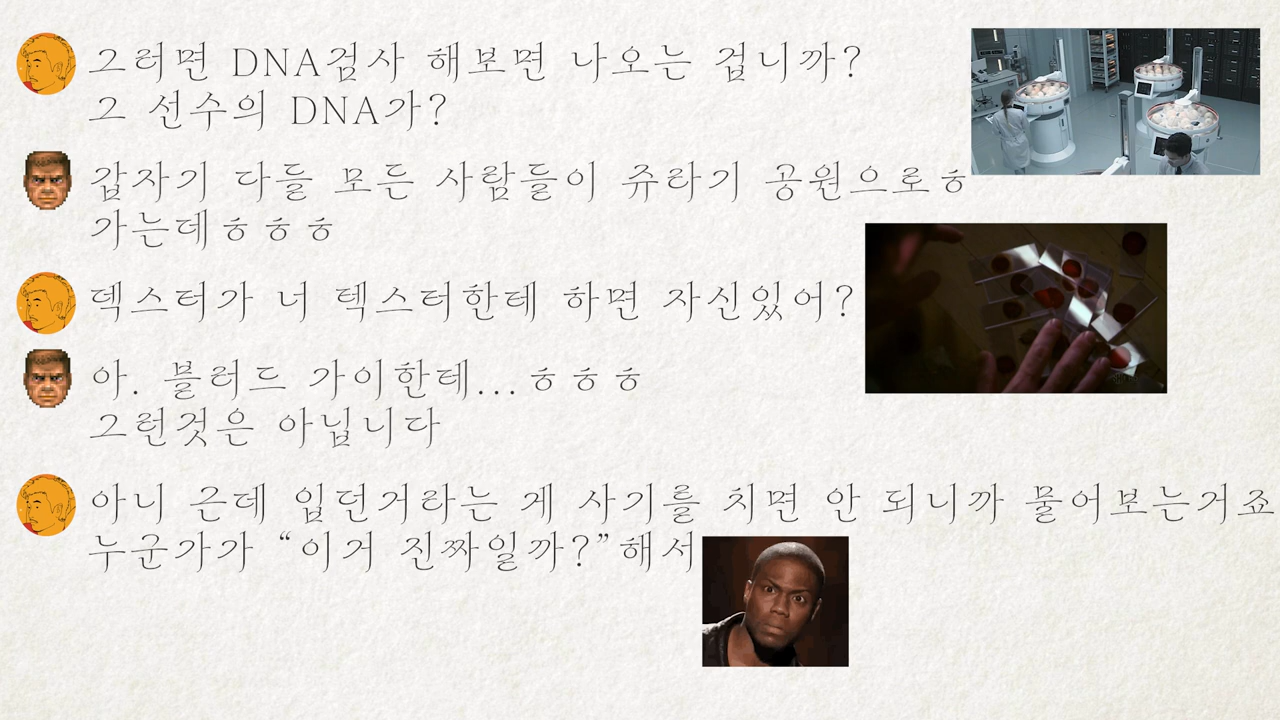 그러면 DNA검사 해보면 나오는 겁니까?
그 선수의 DNA가?
갑자기 다들 모든 사람들이 쥬라기 공원으로ㅎ
가는데ㅎㅎㅎ
덱스터가 너 텍스터한테 하면 자신있어?
아. 블러드 가이한테...ㅎㅎㅎ
그런것은 아닙니다
아니 근데 입던거라는 게 사기를 치면 안 되니까 물어보는거죠
누군가가 “이거 진짜일까?”해서